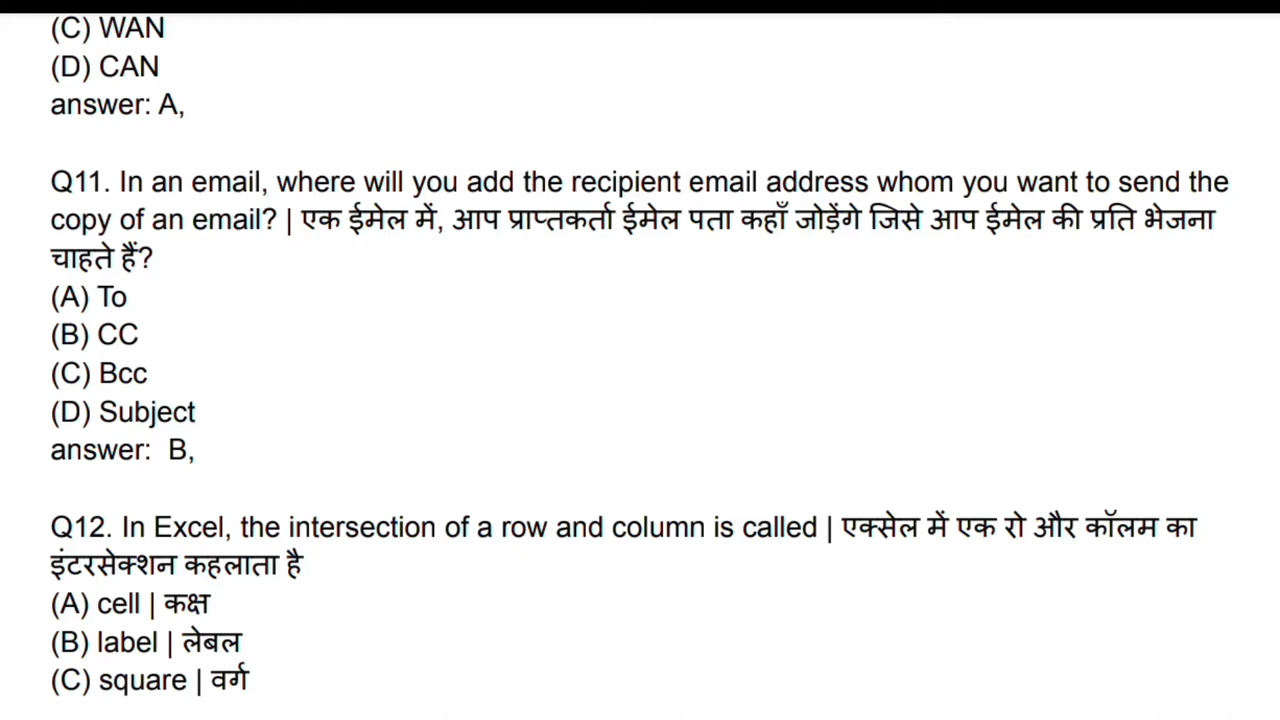 (C) WAN
(D) CAN
answer: A,
Q11. In an email, where will you add the recipient email address whom you want to send the
copy of an email? | एक ईमेल में, आप प्राप्तकर्ता ईमेल पता कहाँ जोड़ेंगे जिसे आप ईमेल की प्रति भेजना
चाहते हैं?
(A) To
(B) CC
(C) Bcc
(D) Subject
answer:  B,
Q12. In Excel, the intersection of a row and column is called | एक्सेल में एक रो और कॉलम का
इंटरसेक्शन कहलाता है
(A) cell | कक्ष
(B) label | लेबल
(C) square | वर्ग